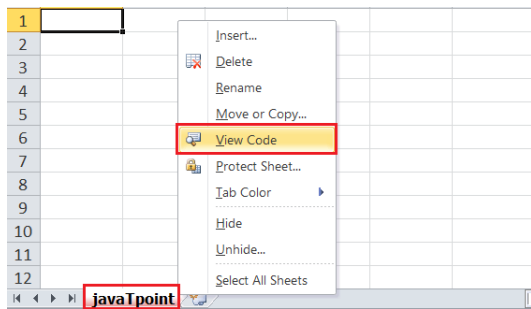 1
Insert...
2
Delete
3
Rename
4
Move or Copy...
5
View Code
6
Protect Sheet...
7
Tab Color
8
9
Hide
10
Unhide...
11
Select All Sheets
12
javaTpoint